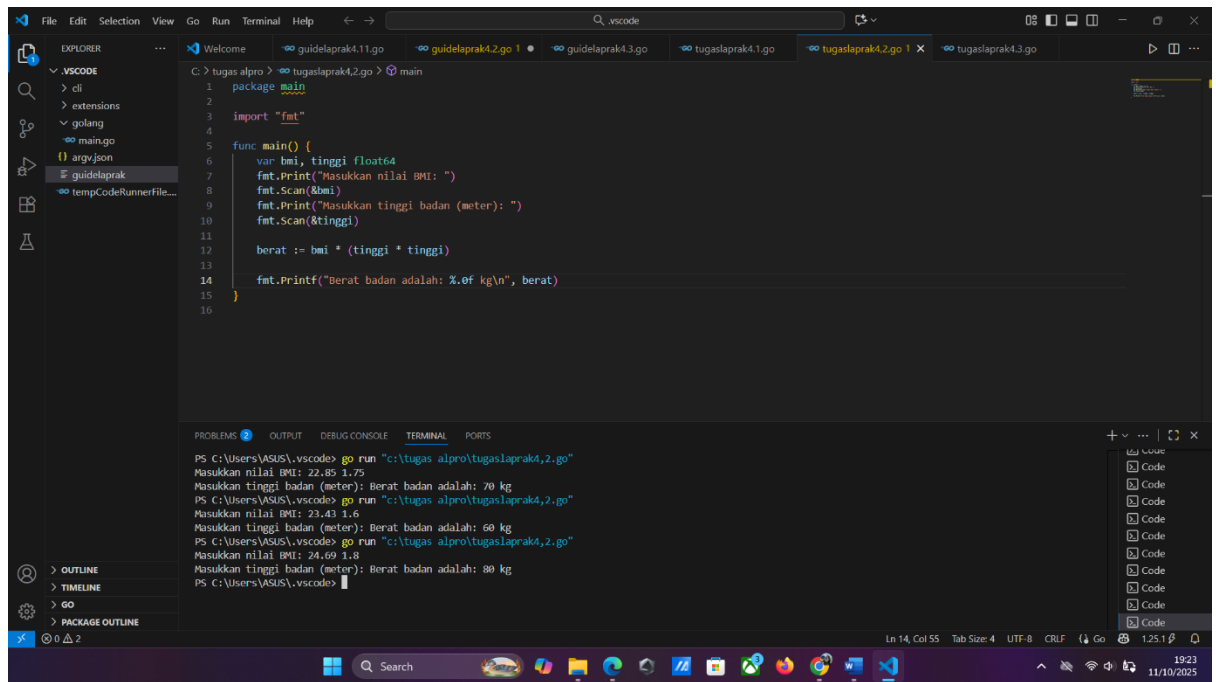 File Edit Selection View Go Run Terminal Help
.vscode
EXPLORER
Welcome guidelaprak4.11.go guidelaprak4.2.go 1 guidelaprak4.3.go tugaslaprak4.1.go tugaslaprak4,2.go 1 tugaslaprak4.3.go
.VSCODE
cli
extensions
golang
main.go
argv.json
guidelaprak
tempCodeRunnerFile....
C: > tugas alpro > tugaslaprak4,2.go > main
1 package main
2
3 import "fmt"
4
5 func main() {
6 var bmi, tinggi float64
7 fmt.Print("Masukkan nilai BMI: ")
8 fmt.Scan(&bmi)
9 fmt.Print("Masukkan tinggi badan (meter): ")
10 fmt.Scan(&tinggi)
11
12 berat := bmi * (tinggi * tinggi)
13
14 fmt.Printf("Berat badan adalah: %.0f kg\n", berat)
15 }
16
PROBLEMS 2 OUTPUT DEBUG CONSOLE TERMINAL PORTS
PS C:\Users\ASUS\.vscode> go run "c:\tugas alpro\tugaslaprak4,2.go"
Masukkan nilai BMI: 22.85 1.75
Masukkan tinggi badan (meter): Berat badan adalah: 70 kg
PS C:\Users\ASUS\.vscode> go run "c:\tugas alpro\tugaslaprak4,2.go"
Masukkan nilai BMI: 23.43 1.6
Masukkan tinggi badan (meter): Berat badan adalah: 60 kg
PS C:\Users\ASUS\.vscode> go run "c:\tugas alpro\tugaslaprak4,2.go"
Masukkan nilai BMI: 24.69 1.8
Masukkan tinggi badan (meter): Berat badan adalah: 80 kg
PS C:\Users\ASUS\.vscode>
Code
Code
Code
Code
Code
Code
Code
Code
Code
Code
Code
OUTLINE
TIMELINE
GO
PACKAGE OUTLINE
0 2
Ln 14, Col 55 Tab Size: 4 UTF-8 CRLF Go 1.25.1
Search
19:23
11/10/2025